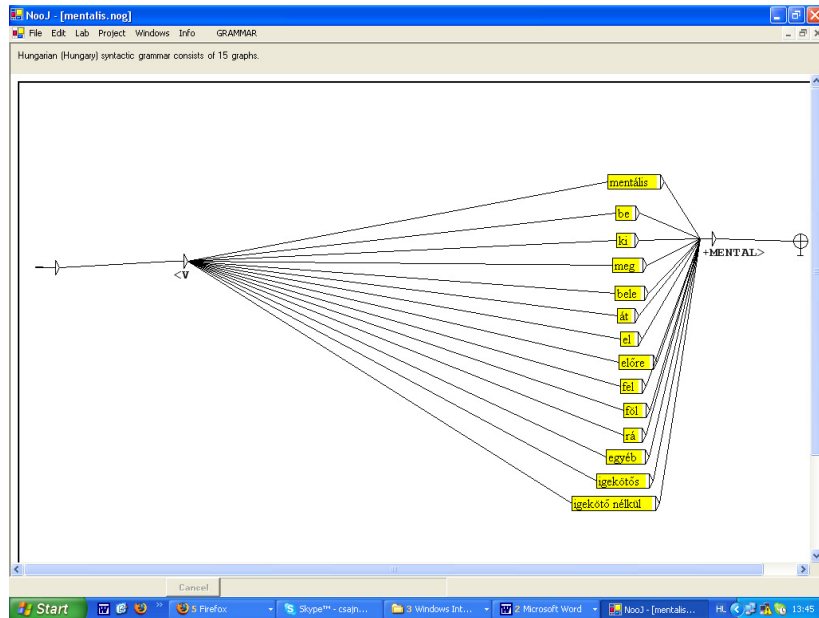 NooJ - [mentalis.nog]
File Edit Lab Project Windows Info GRAMMAR
Hungarian (Hungary) syntactic grammar consists of 15 graphs.
mentális
be
ki
meg
+MENTAL>
<V
bele
át
el
előre
fel
föl
rá
egyéb
igekötős
igekötő nélkül
Cancel
Start 5 Firefox Skype™ - csajn... 3 Windows Int... 2 Microsoft Word NooJ - [mentalis... HL 13:45